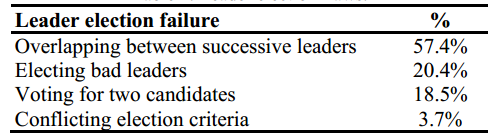 Leader election failure %
Overlapping between successive leaders 57.4%
Electing bad leaders 20.4%
Voting for two candidates 18.5%
Conflicting election criteria 3.7%